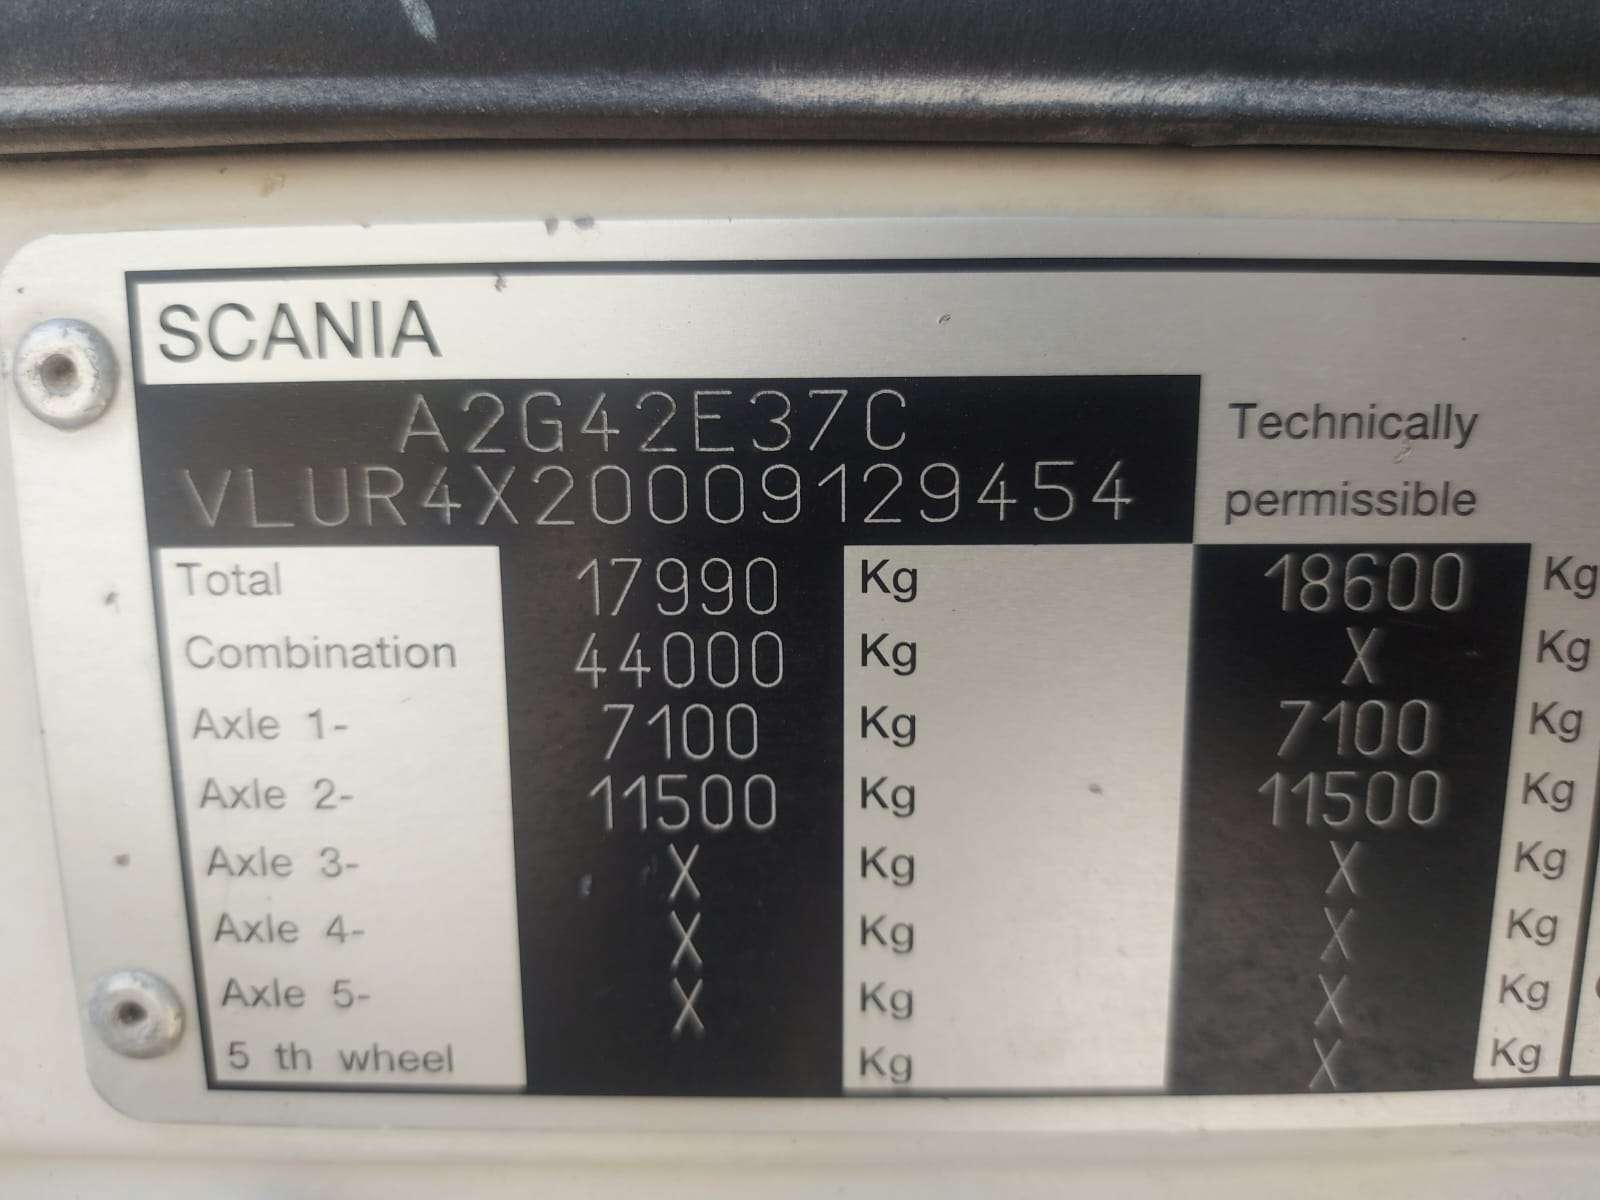 SCANIA
A2G42E37C
VLUR4X20009129454
Technically
permissible
Total 17990 Kg 18600 Kg
Combination 44000 Kg X Kg
Axle 1- 7100 Kg 7100 Kg
Axle 2- 11500 Kg 11500 Kg
Axle 3- X Kg X Kg
Axle 4- X Kg X Kg
Axle 5- X Kg X Kg
5 th wheel Kg X Kg